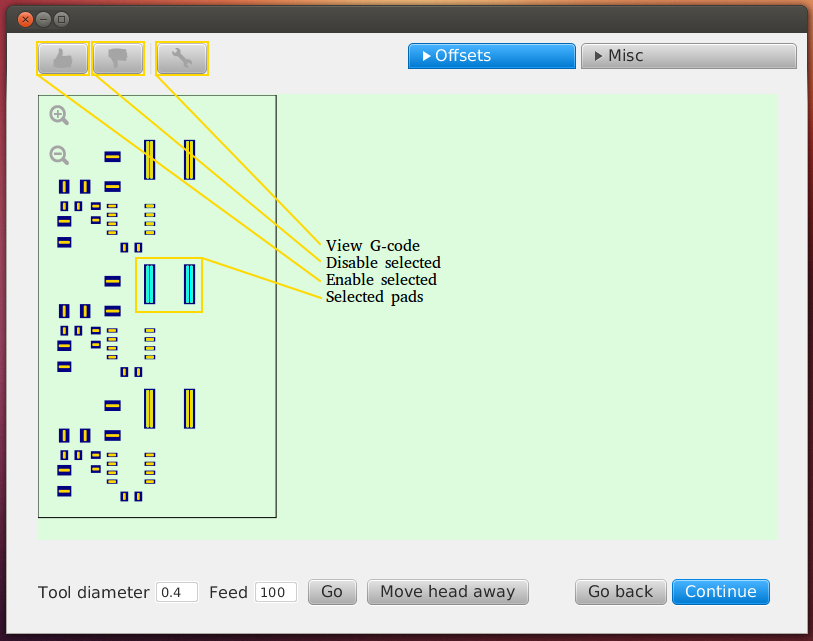 Offsets
Misc
View G-code
Disable selected
Enable selected
Selected pads
Tool diameter 0.4 Feed 100 Go Move head away Go back Continue